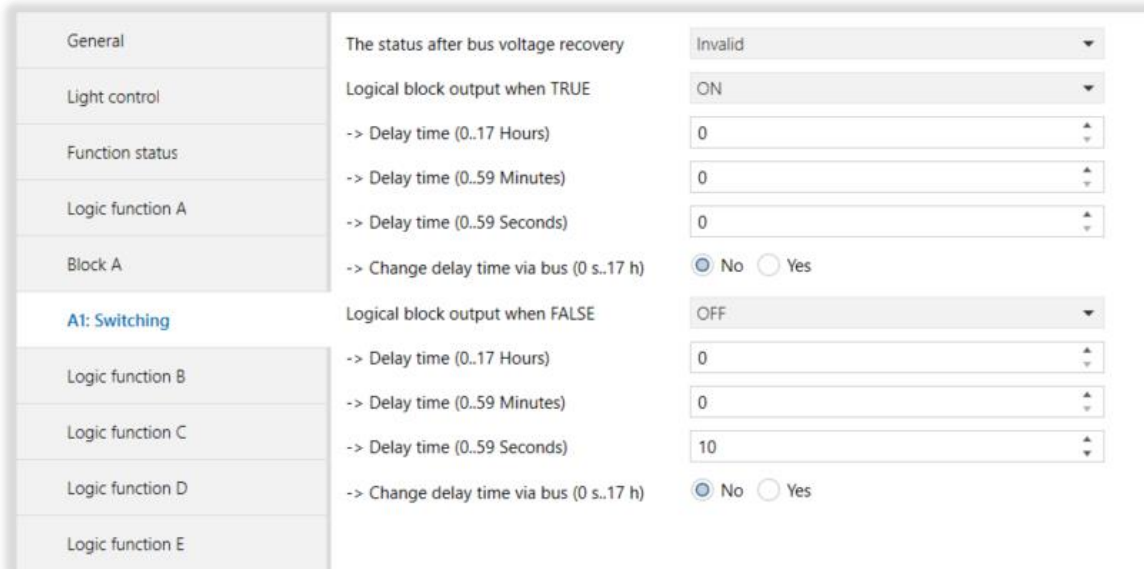 General
Light control
Function status
Logic function A
Block A
A1: Switching
Logic function B
Logic function C
Logic function D
Logic function E
The status after bus voltage recovery Invalid
Logical block output when TRUE ON
-> Delay time (0..17 Hours) 0
-> Delay time (0..59 Minutes) 0
-> Delay time (0..59 Seconds) 0
-> Change delay time via bus (0 s..17 h) No Yes
Logical block output when FALSE OFF
-> Delay time (0..17 Hours) 0
-> Delay time (0..59 Minutes) 0
-> Delay time (0..59 Seconds) 10
-> Change delay time via bus (0 s..17 h) No Yes